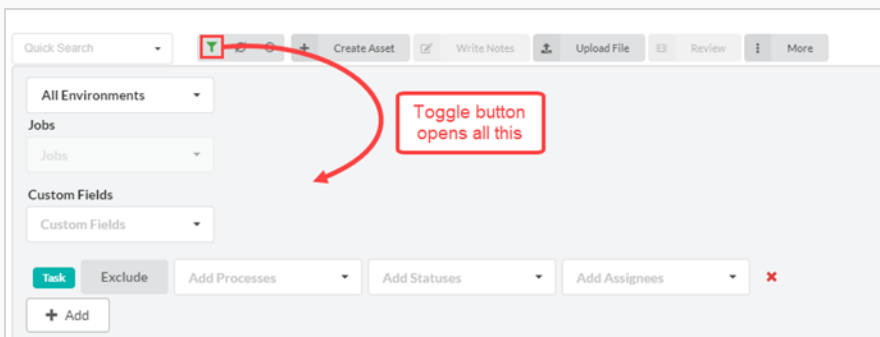 Quick Search
Create Asset
Write Notes
Upload File
Review
More
All Environments
Toggle button
opens all this
Jobs
Jobs
Custom Fields
Custom Fields
Task Exclude Add Processes Add Statuses Add Assignees
Add